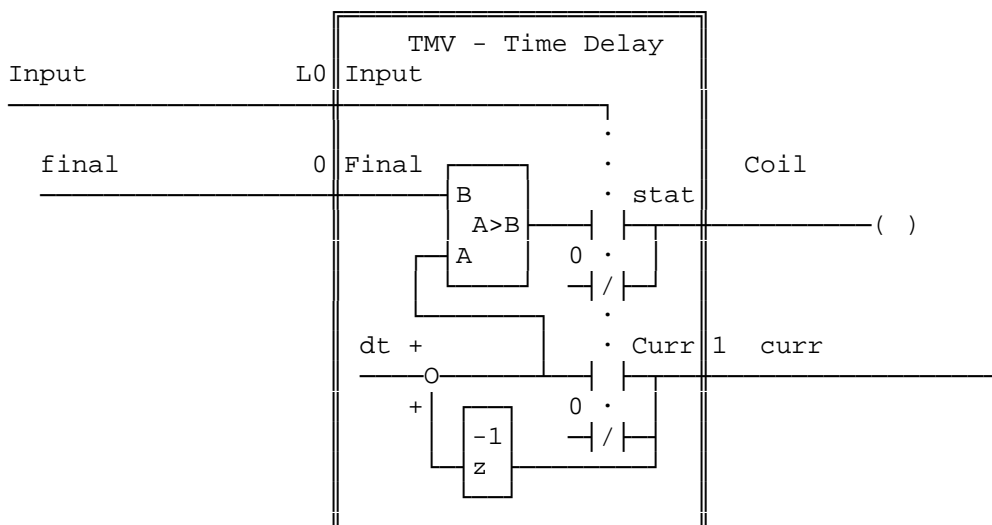 TMV - Time Delay
Input L0 Input
final 0 Final Coil
B stat
A>B ( )
A 0
/
dt + Curr 1 curr
O
+ 0
-1 /
z